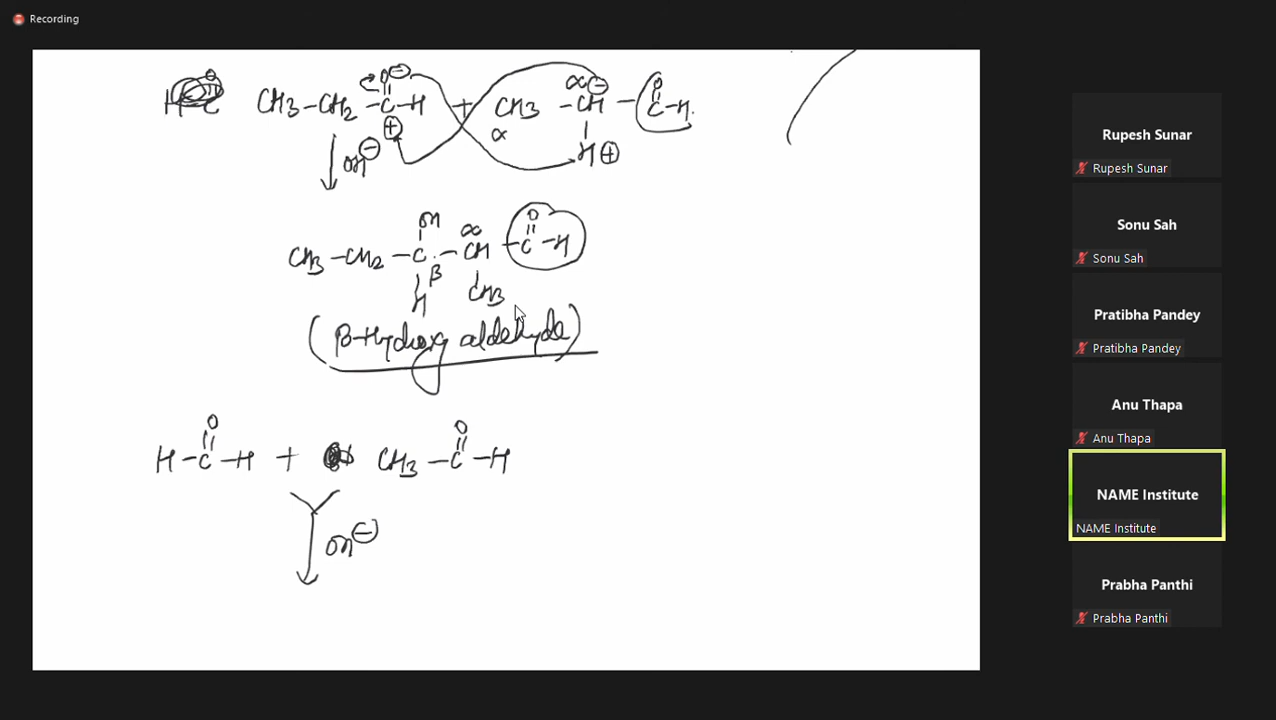 Recording
CH3-CH2-C-H + CH3 -CH -C-H.
O⊖ α⊖ O
⊕ α H⊕
OH⊖
OH α O
CH3-CH2-C-CH-C-H
β
H CH3
(β-Hydroxy aldehyde)
O O
H-C-H + CH3-C-H
OH⊖
Rupesh Sunar
Rupesh Sunar
Sonu Sah
Sonu Sah
Pratibha Pandey
Pratibha Pandey
Anu Thapa
Anu Thapa
NAME Institute
NAME Institute
Prabha Panthi
Prabha Panthi